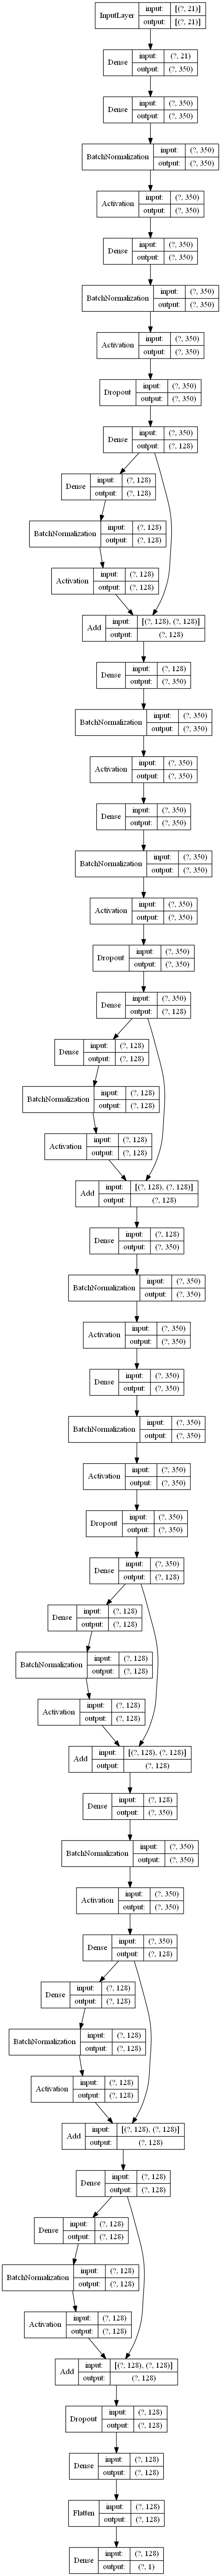 InputLayer input: [(?, 21)]
output: [(?, 21)]
Dense input: (?, 21)
output: (?, 350)
Dense input: (?, 350)
output: (?, 350)
BatchNormalization input: (?, 350)
output: (?, 350)
Activation input: (?, 350)
output: (?, 350)
Dense input: (?, 350)
output: (?, 350)
BatchNormalization input: (?, 350)
output: (?, 350)
Activation input: (?, 350)
output: (?, 350)
Dropout input: (?, 350)
output: (?, 350)
Dense input: (?, 350)
output: (?, 128)
Dense input: (?, 128)
output: (?, 128)
BatchNormalization input: (?, 128)
output: (?, 128)
Activation input: (?, 128)
output: (?, 128)
Add input: [(?, 128), (?, 128)]
output: (?, 128)
Dense input: (?, 128)
output: (?, 350)
BatchNormalization input: (?, 350)
output: (?, 350)
Activation input: (?, 350)
output: (?, 350)
Dense input: (?, 350)
output: (?, 350)
BatchNormalization input: (?, 350)
output: (?, 350)
Activation input: (?, 350)
output: (?, 350)
Dropout input: (?, 350)
output: (?, 350)
Dense input: (?, 350)
output: (?, 128)
Dense input: (?, 128)
output: (?, 128)
BatchNormalization input: (?, 128)
output: (?, 128)
Activation input: (?, 128)
output: (?, 128)
Add input: [(?, 128), (?, 128)]
output: (?, 128)
Dense input: (?, 128)
output: (?, 350)
BatchNormalization input: (?, 350)
output: (?, 350)
Activation input: (?, 350)
output: (?, 350)
Dense input: (?, 350)
output: (?, 350)
BatchNormalization input: (?, 350)
output: (?, 350)
Activation input: (?, 350)
output: (?, 350)
Dropout input: (?, 350)
output: (?, 350)
Dense input: (?, 350)
output: (?, 128)
Dense input: (?, 128)
output: (?, 128)
BatchNormalization input: (?, 128)
output: (?, 128)
Activation input: (?, 128)
output: (?, 128)
Add input: [(?, 128), (?, 128)]
output: (?, 128)
Dense input: (?, 128)
output: (?, 350)
BatchNormalization input: (?, 350)
output: (?, 350)
Activation input: (?, 350)
output: (?, 350)
Dense input: (?, 350)
output: (?, 128)
Dense input: (?, 128)
output: (?, 128)
BatchNormalization input: (?, 128)
output: (?, 128)
Activation input: (?, 128)
output: (?, 128)
Add input: [(?, 128), (?, 128)]
output: (?, 128)
Dense input: (?, 128)
output: (?, 128)
Dense input: (?, 128)
output: (?, 128)
BatchNormalization input: (?, 128)
output: (?, 128)
Activation input: (?, 128)
output: (?, 128)
Add input: [(?, 128), (?, 128)]
output: (?, 128)
Dropout input: (?, 128)
output: (?, 128)
Dense input: (?, 128)
output: (?, 128)
Flatten input: (?, 128)
output: (?, 128)
Dense input: (?, 128)
output: (?, 1)